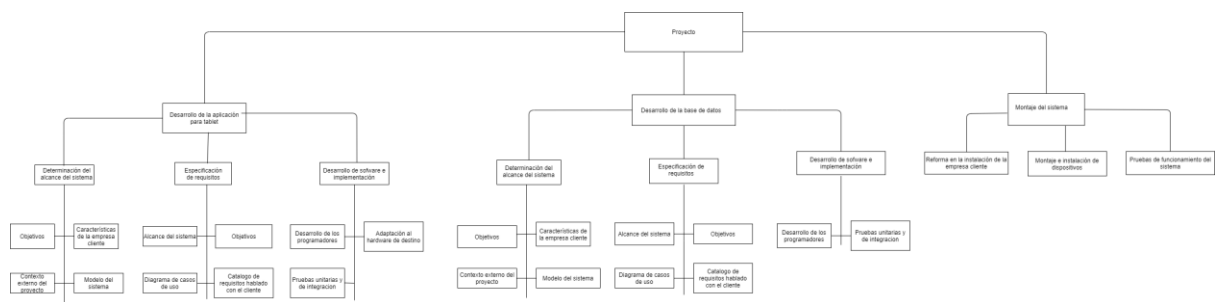 Proyecto
Desarrollo de la aplicación
para tablet
Desarrollo de la base de datos
Montaje del sistema
Determinación del
alcance del sistema
Especificación
de requisitos
Desarrollo de sofware e
implementación
Determinación del
alcance del sistema
Especificación de
requisitos
Desarrollo de sofware e
implementación
Reforma en la instalación de la
empresa cliente
Montaje e instalación de
dispositivos
Pruebas de funcionamiento del
sistema
Objetivos
Características
de la empresa
cliente
Alcance del sistema
Objetivos
Desarrollo de los
programadores
Adaptación al
hardware de destino
Objetivos
Características de
la empresa cliente
Alcance del sistema
Objetivos
Desarrollo de los
programadores
Pruebas unitarias y
de integracion
Contexto
externo del
proyecto
Modelo del
sistema
Diagrama de casos
de uso
Catalogo de
requisitos hablado
con el cliente
Pruebas unitarias y
de integracion
Contexto externo del
proyecto
Modelo del sistema
Diagrama de casos
de uso
Catalogo de
requisitos hablado
con el cliente